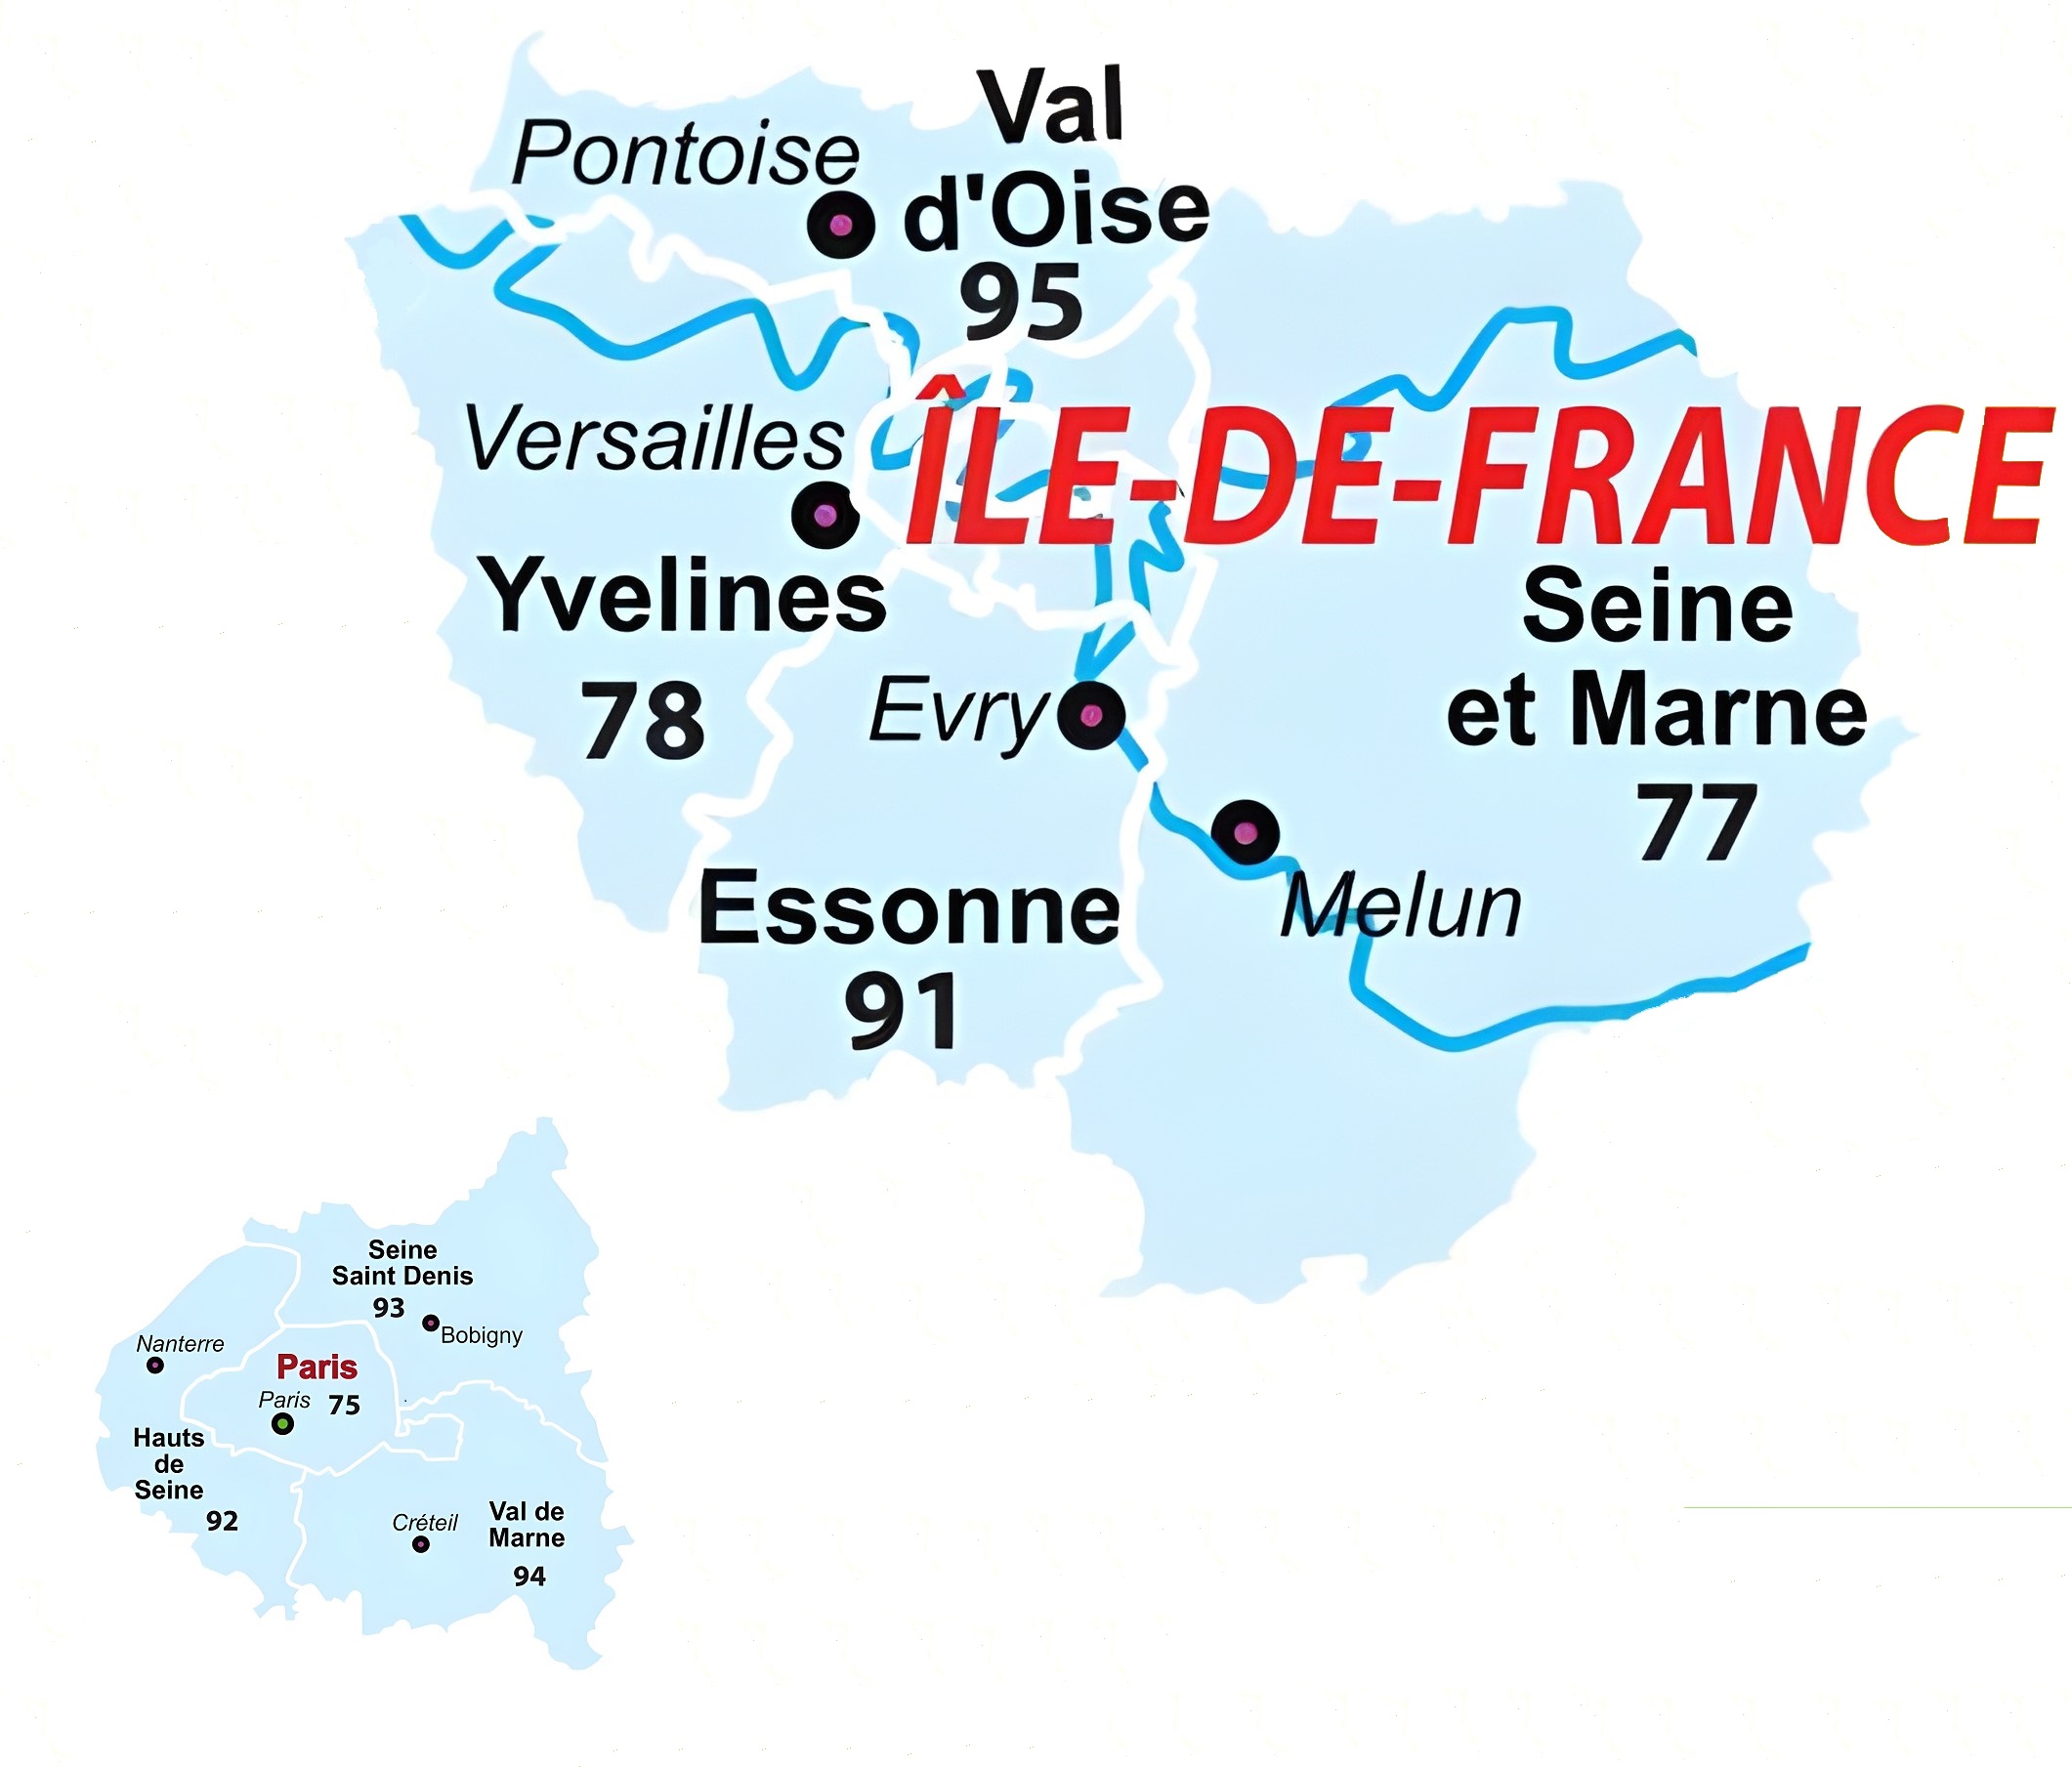 Val
Pontoise
d'Oise
95
ÎLE-DE-FRANCE
Versailles
Yvelines
78
Seine
et Marne
77
Evry
Melun
Essonne
91
Seine
Saint Denis
93
Bobigny
Nanterre
Paris
Paris 75
Hauts
de
Seine
92
Créteil
Val de
Marne
94